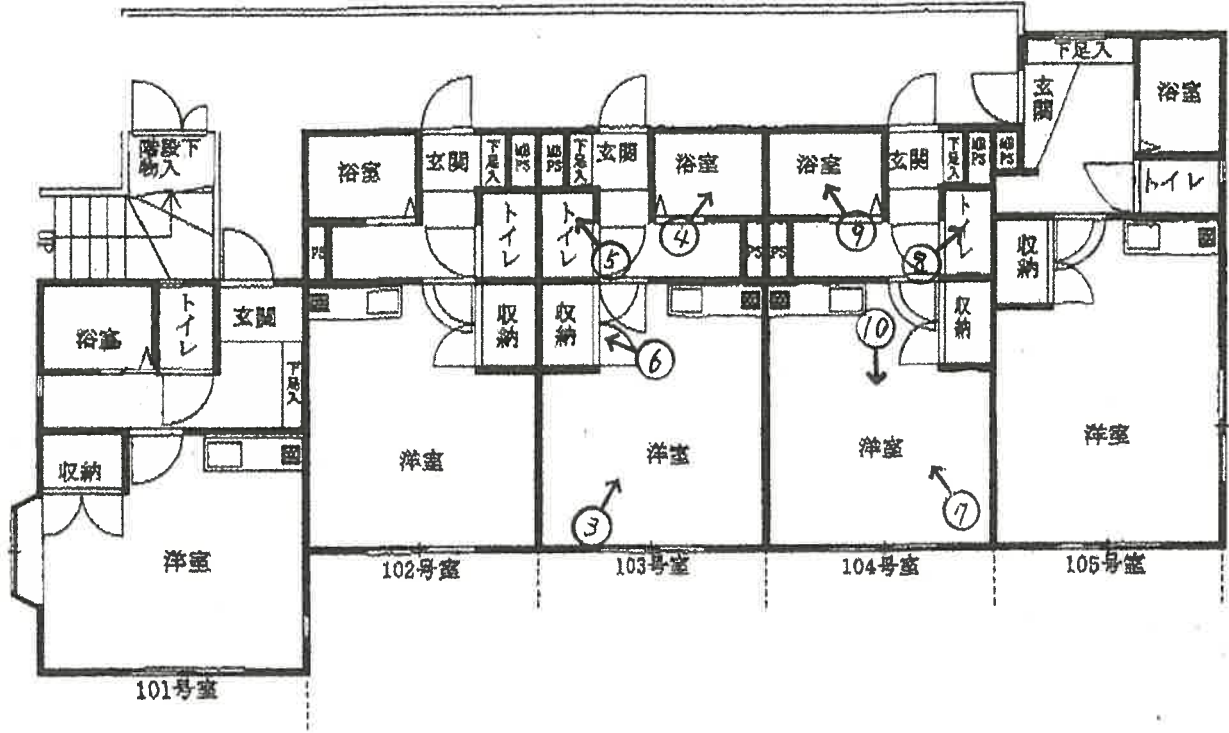 下足入
玄関
浴室
トイレ
収納
洋室
105号室
階段下
物入
UP
浴室
トイレ
玄関
下足入
収納
洋室
101号室
浴室
玄関
下足入
MB
PS
トイレ
PS
収納
洋室
102号室
MB
PS
下足入
玄関
浴室
トイレ
⑤
④
PS
収納
⑥
洋室
③
103号室
浴室
玄関
下足入
MB
PS
MB
PS
⑨
⑧
トイレ
PS
⑩
収納
洋室
⑦
104号室